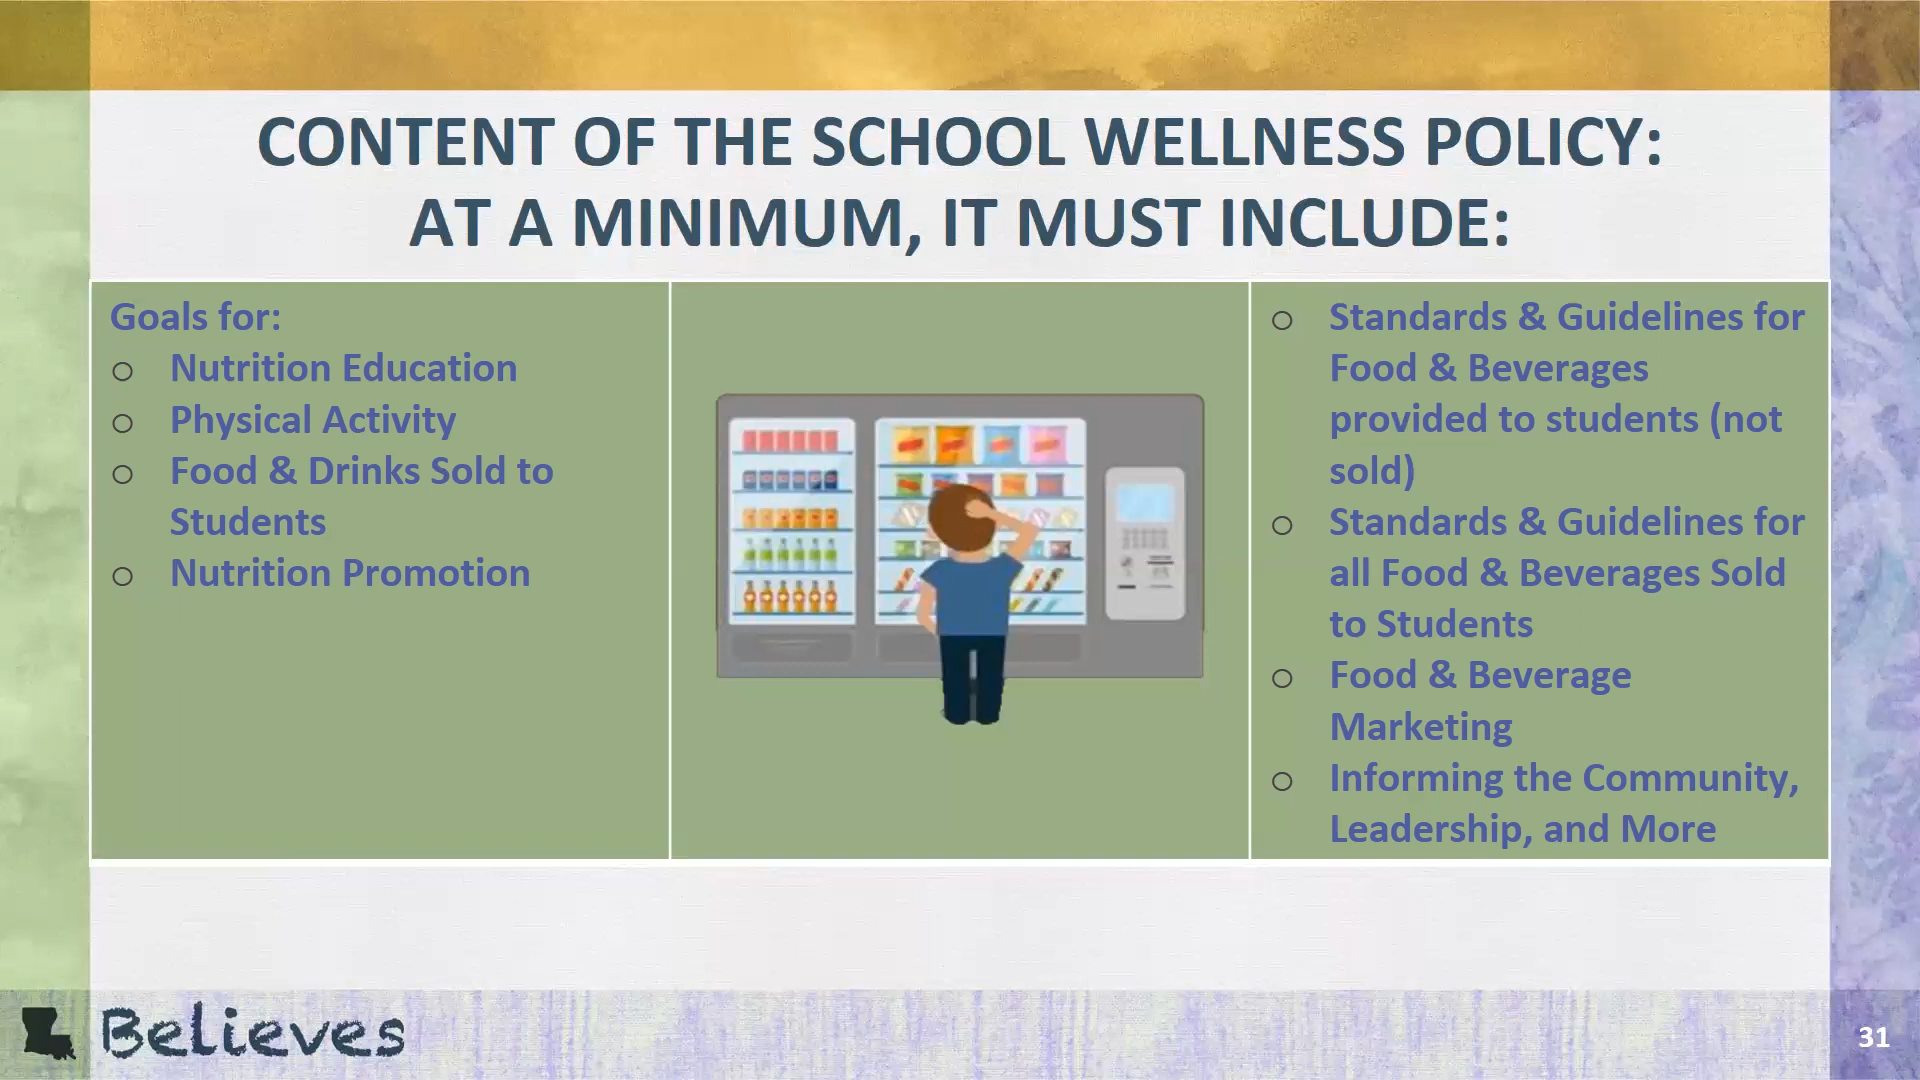 CONTENT OF THE SCHOOL WELLNESS POLICY:
AT A MINIMUM, IT MUST INCLUDE:
Goals for:
○ Nutrition Education
○ Physical Activity
○ Food & Drinks Sold to
Students
○ Nutrition Promotion
○ Standards & Guidelines for
Food & Beverages
provided to students (not
sold)
○ Standards & Guidelines for
all Food & Beverages Sold
to Students
○ Food & Beverage
Marketing
○ Informing the Community,
Leadership, and More
Believes
31